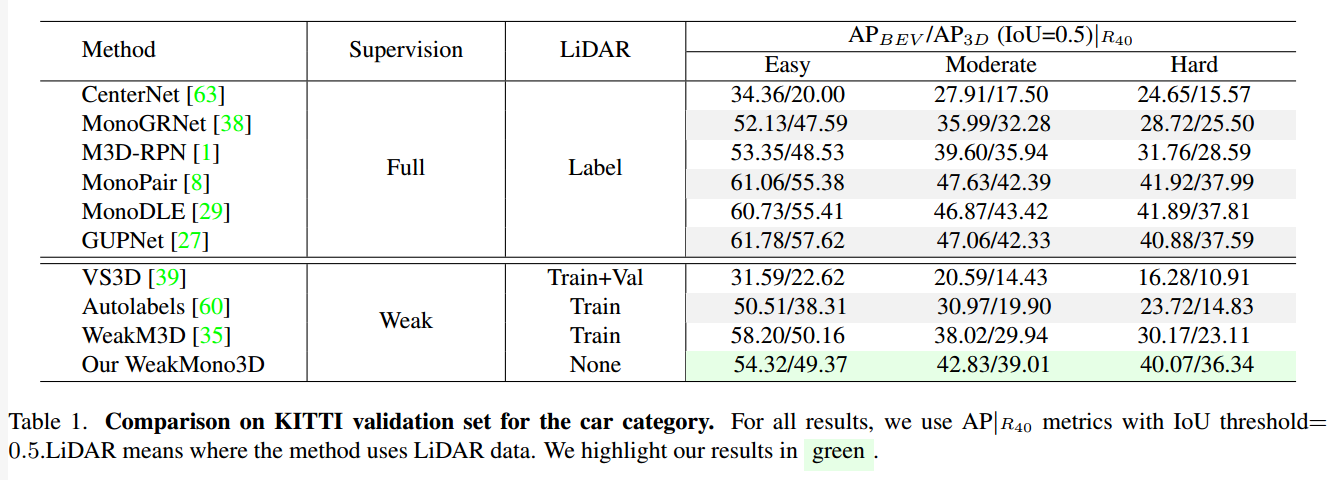 Method Supervision LiDAR AP_BEV/AP_3D (IoU=0.5)|_R40
Easy Moderate Hard
CenterNet [63] 34.36/20.00 27.91/17.50 24.65/15.57
MonoGRNet [38] 52.13/47.59 35.99/32.28 28.72/25.50
M3D-RPN [1] 53.35/48.53 39.60/35.94 31.76/28.59
Full Label
MonoPair [8] 61.06/55.38 47.63/42.39 41.92/37.99
MonoDLE [29] 60.73/55.41 46.87/43.42 41.89/37.81
GUPNet [27] 61.78/57.62 47.06/42.33 40.88/37.59
VS3D [39] Train+Val 31.59/22.62 20.59/14.43 16.28/10.91
Autolabels [60] Train 50.51/38.31 30.97/19.90 23.72/14.83
Weak
WeakM3D [35] Train 58.20/50.16 38.02/29.94 30.17/23.11
Our WeakMono3D None 54.32/49.37 42.83/39.01 40.07/36.34
Table 1. Comparison on KITTI validation set for the car category. For all results, we use AP|_R40 metrics with IoU threshold=
0.5.LiDAR means where the method uses LiDAR data. We highlight our results in green .